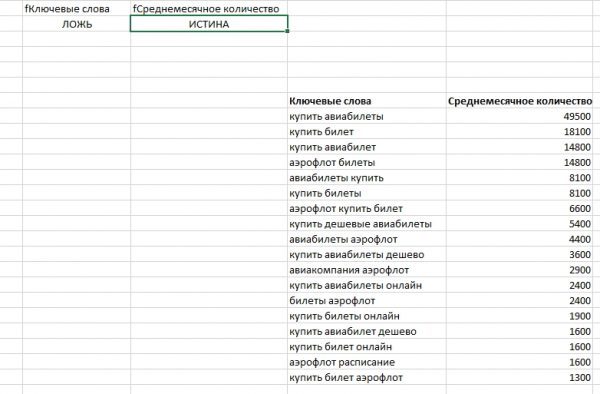 fКлючевые слова fСреднемесячное количество
ЛОЖЬ ИСТИНА
Ключевые слова Среднемесячное количество
купить авиабилеты 49500
купить билет 18100
купить авиабилет 14800
аэрофлот билеты 14800
авиабилеты купить 8100
купить билеты 8100
аэрофлот купить билет 6600
купить дешевые авиабилеты 5400
авиабилеты аэрофлот 4400
купить авиабилеты дешево 3600
авиакомпания аэрофлот 2900
купить авиабилеты онлайн 2400
билеты аэрофлот 2400
купить билеты онлайн 1900
купить авиабилет дешево 1600
купить билет онлайн 1600
аэрофлот расписание 1600
купить билет аэрофлот 1300